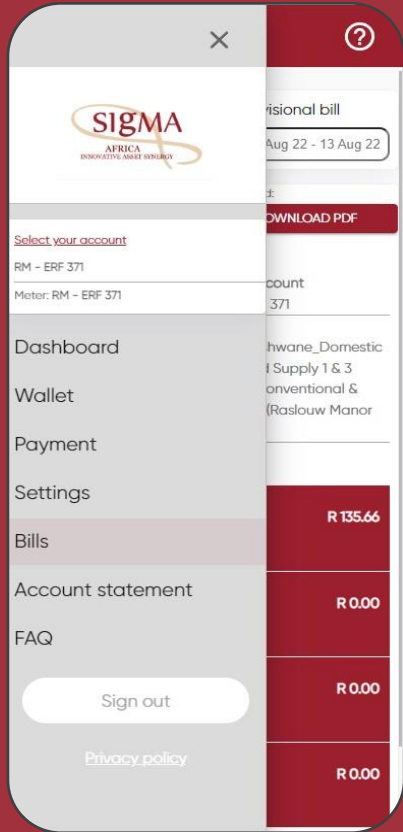 SIGMA
AFRICA
INNOVATIVE ASSET SYNERGY
Select your account
RM - ERF 371
Meter: RM - ERF 371
Dashboard
Wallet
Payment
Settings
Bills
Account statement
FAQ
Sign out
Privacy policy
?
visional bill
Aug 22 - 13 Aug 22
d:
OWNLOAD PDF
count
371
hwane_Domestic
d Supply 1 & 3
onventional &
(Raslouw Manor
R 135.66
R 0.00
R 0.00
R 0.00